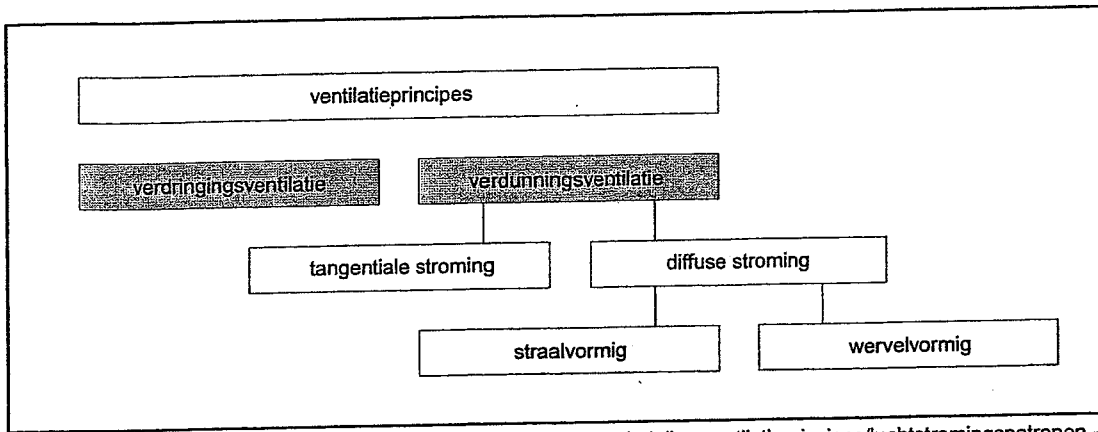 ventilatieprincipes
verdringingsventilatie verdunningsventilatie
tangentiale stroming diffuse stroming
straalvormig wervelvormig